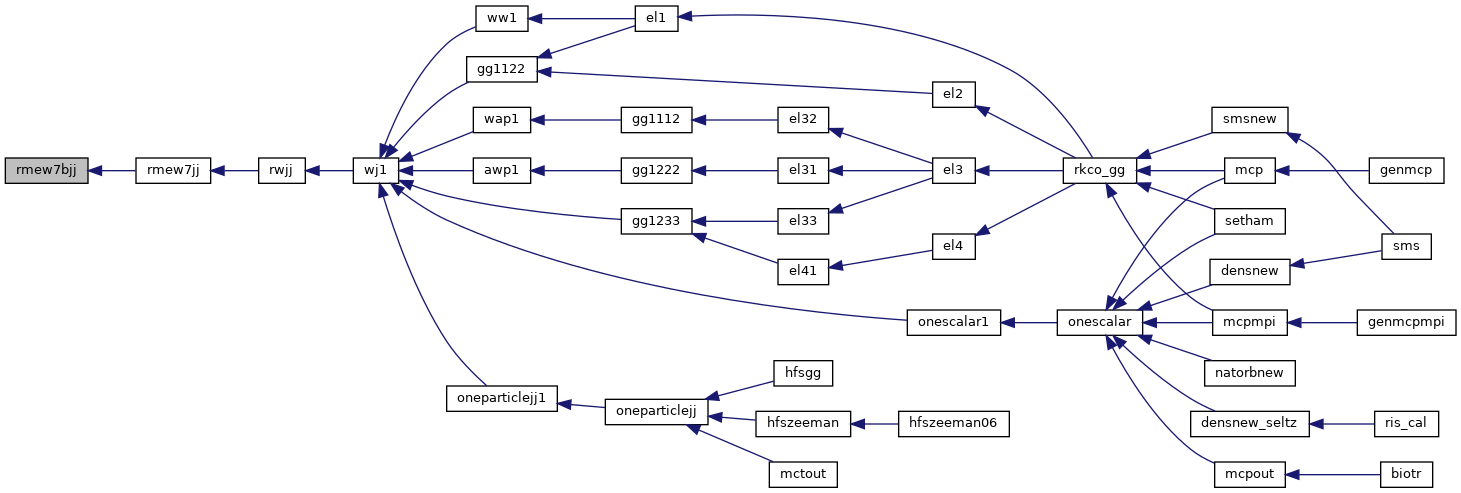 ww1
el1
gg1122
el2
wap1
gg1112
el32
smsnew
rmew7bjj
rmew7jj
rwjj
wj1
awp1
gg1222
el31
el3
rkco_gg
mcp
genmcp
gg1233
el33
setham
el4
sms
el41
densnew
onescalar1
onescalar
mcpmpi
genmcpmpi
hfsgg
natorbnew
oneparticlejj1
oneparticlejj
hfszeeman
hfszeeman06
densnew_seltz
ris_cal
mctout
mcpout
biotr